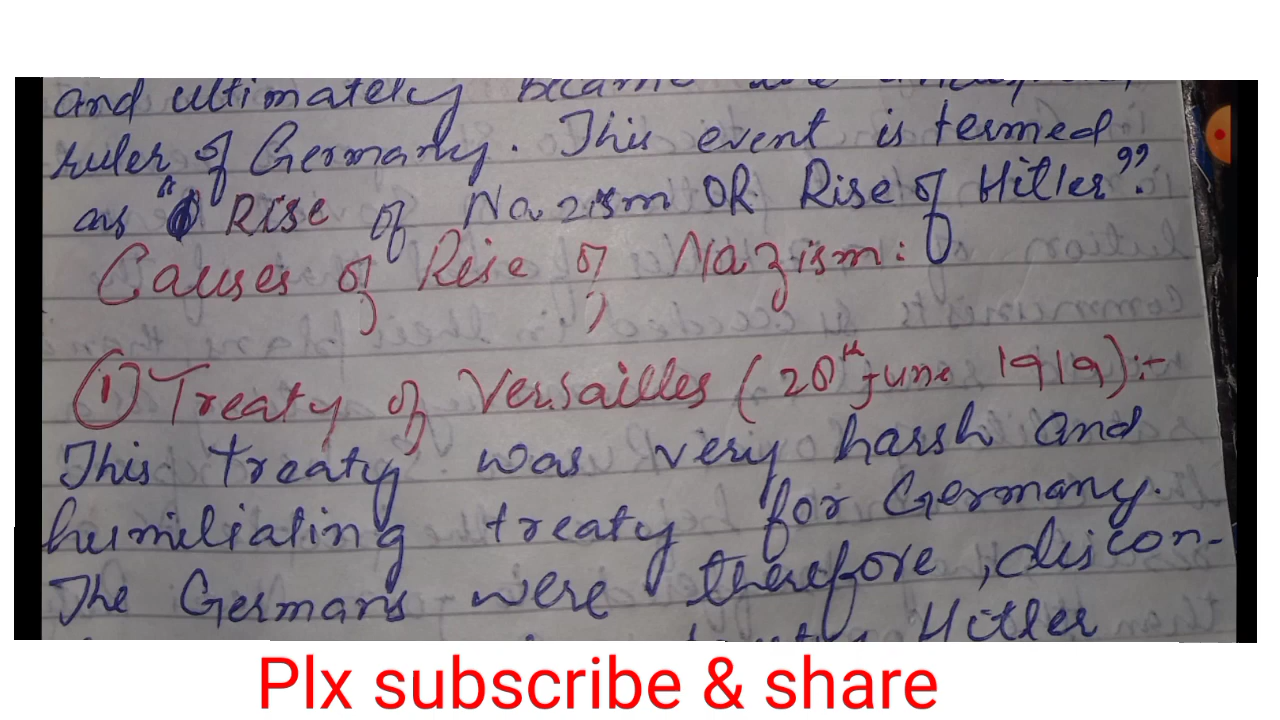 and ultimately became
ruler of Germany. This event is termed
as "Rise of Nazism OR Rise of Hitler".
Causes of Rise of Nazism:
① Treaty of Versailles (28th june 1919):-
This treaty was very harsh and
humiliating treaty for Germany.
The Germans were therefore, discon-
Hitler
Plx subscribe & share